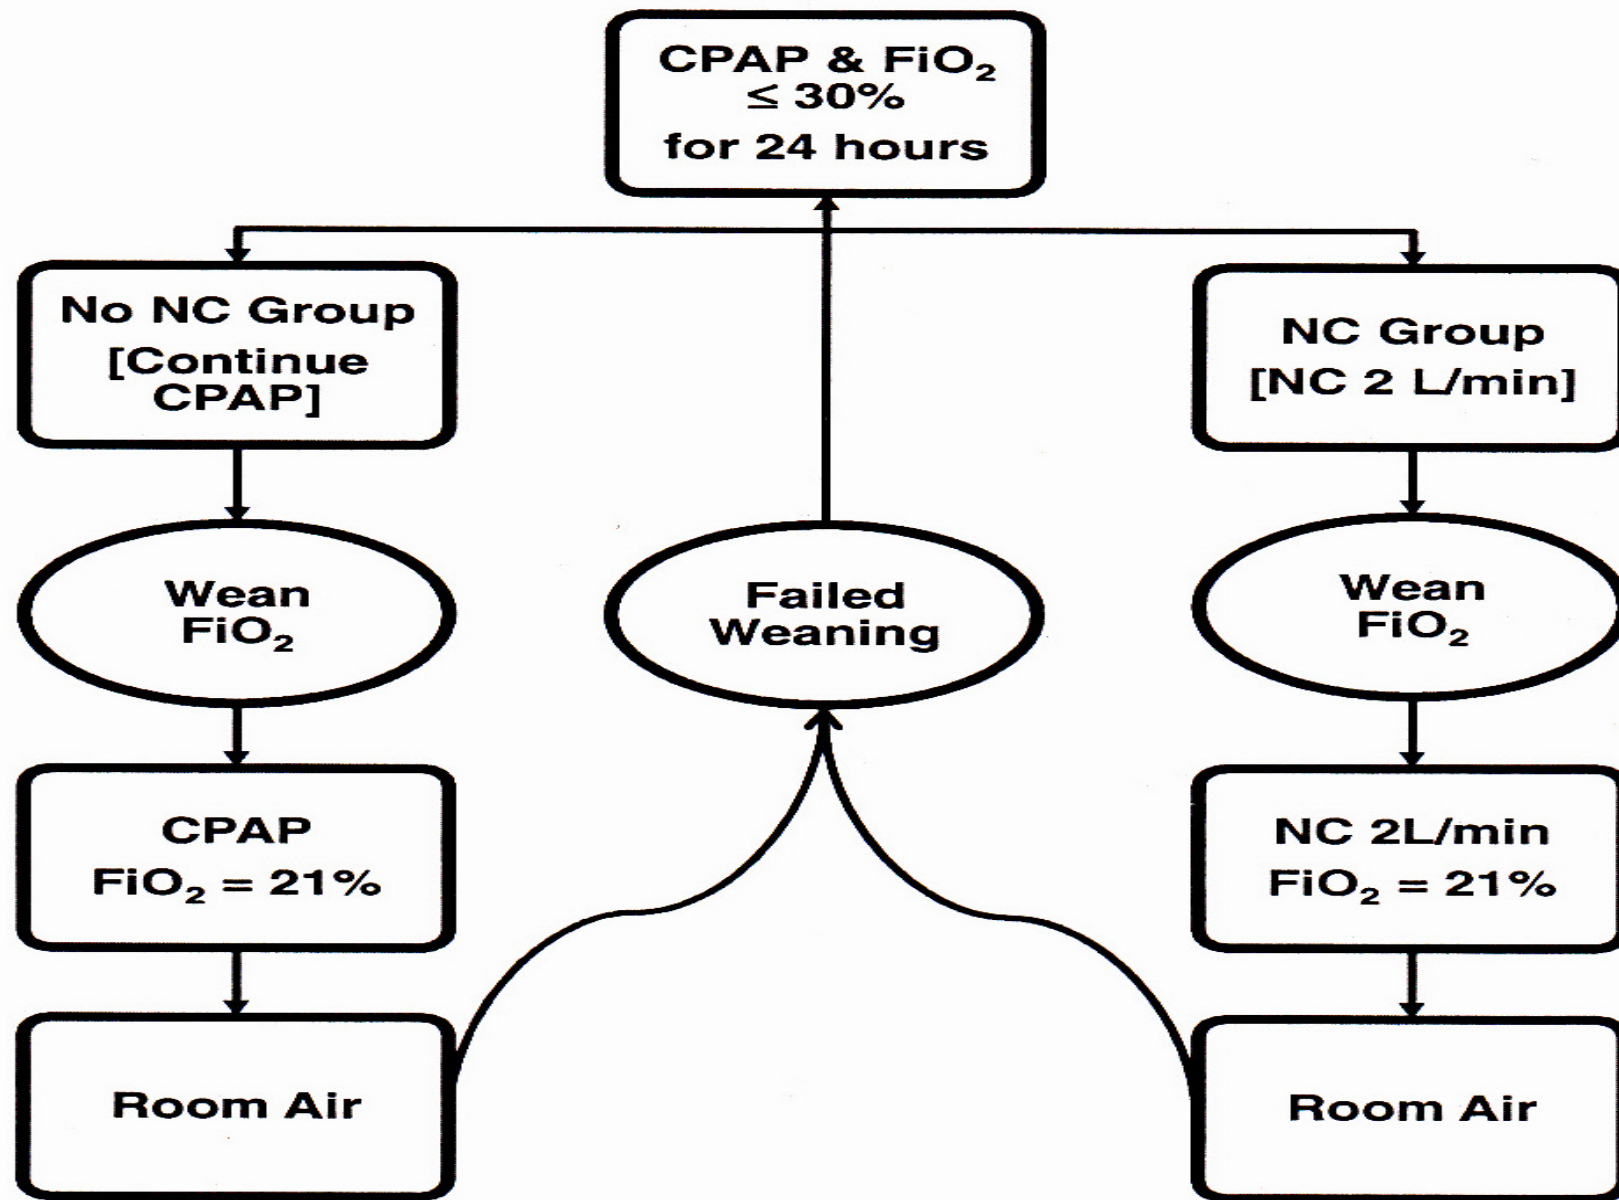 CPAP & FiO₂
≤ 30%
for 24 hours
No NC Group
[Continue
CPAP]
NC Group
[NC 2 L/min]
Wean
FiO₂
Failed
Weaning
Wean
FiO₂
CPAP
FiO₂ = 21%
NC 2L/min
FiO₂ = 21%
Room Air
Room Air